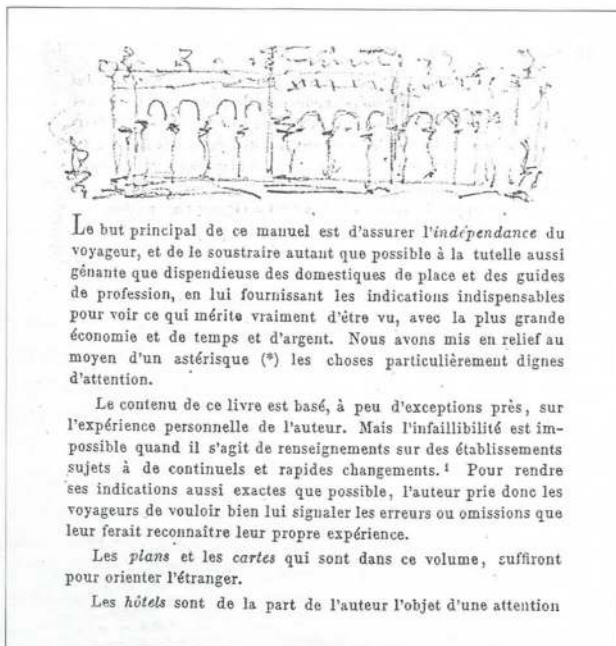 Le but principal de ce manuel est d'assurer l'indépendance du
voyageur, et de le soustraire autant que possible à la tutelle aussi
gênante que dispendieuse des domestiques de place et des guides
de profession, en lui fournissant les indications indispensables
pour voir ce qui mérite vraiment d'être vu, avec la plus grande
économie et de temps et d'argent. Nous avons mis en relief au
moyen d'un astérisque (*) les choses particulièrement dignes
d'attention.
Le contenu de ce livre est basé, à peu d'exceptions près, sur
l'expérience personnelle de l'auteur. Mais l'infaillibilité est im-
possible quand il s'agit de renseignements sur des établissements
sujets à de continuels et rapides changements. ¹ Pour rendre
ses indications aussi exactes que possible, l'auteur prie donc les
voyageurs de vouloir bien lui signaler les erreurs ou omissions que
leur ferait reconnaître leur propre expérience.
Les plans et les cartes qui sont dans ce volume, suffiront
pour orienter l'étranger.
Les hôtels sont de la part de l'auteur l'objet d'une attention